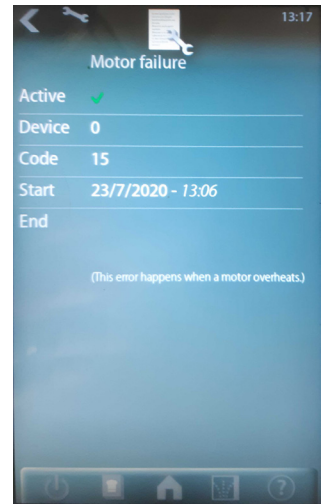 13:17
Motor failure
Active
Device 0
Code 15
Start 23/7/2020 - 13:06
End
(This error happens when a motor overheats.)
?